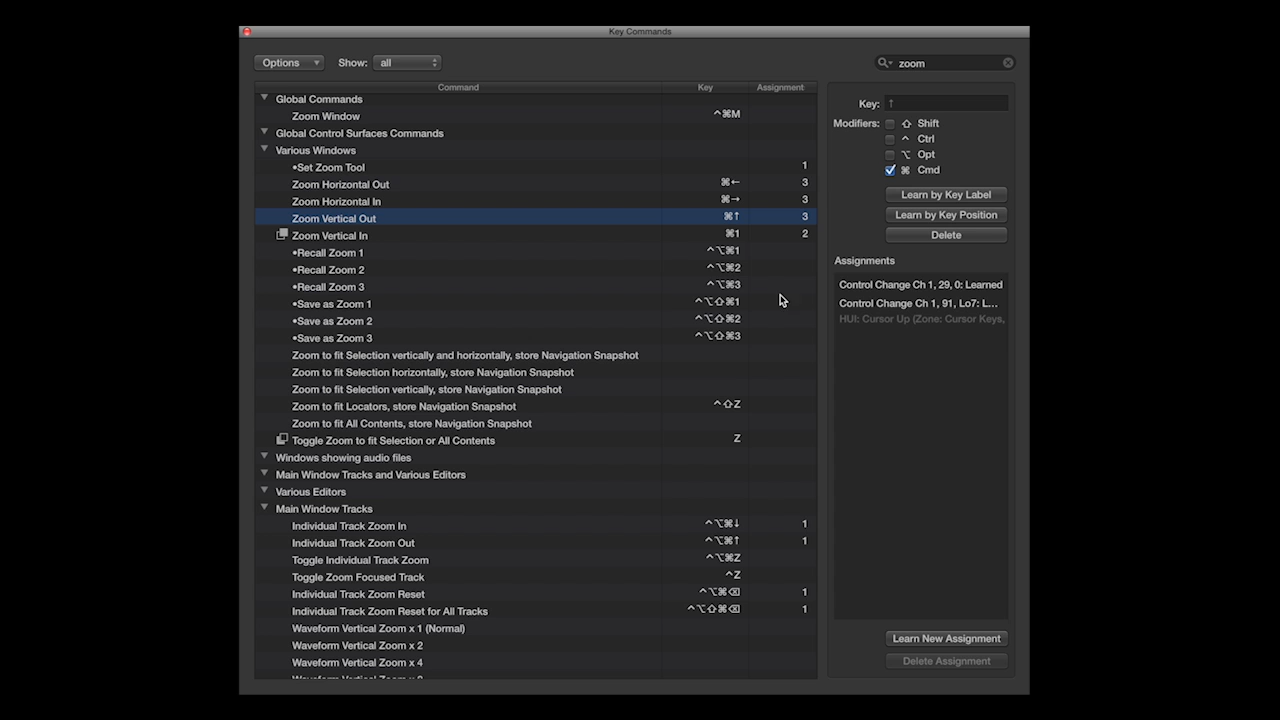 Key Commands
Options Show: all zoom
Command Key Assignment
Global Commands
Zoom Window ⌃⌘M
Global Control Surfaces Commands
Various Windows
•Set Zoom Tool 1
Zoom Horizontal Out ⌘← 3
Zoom Horizontal In ⌘→ 3
Zoom Vertical Out ⌘↑ 3
Zoom Vertical In ⌘1 2
•Recall Zoom 1 ⌃⌥⌘1
•Recall Zoom 2 ⌃⌥⌘2
•Recall Zoom 3 ⌃⌥⌘3
•Save as Zoom 1 ⌃⌥⇧⌘1
•Save as Zoom 2 ⌃⌥⇧⌘2
•Save as Zoom 3 ⌃⌥⇧⌘3
Zoom to fit Selection vertically and horizontally, store Navigation Snapshot
Zoom to fit Selection horizontally, store Navigation Snapshot
Zoom to fit Selection vertically, store Navigation Snapshot
Zoom to fit Locators, store Navigation Snapshot ⌃⇧Z
Zoom to fit All Contents, store Navigation Snapshot
Toggle Zoom to fit Selection or All Contents Z
Windows showing audio files
Main Window Tracks and Various Editors
Various Editors
Main Window Tracks
Individual Track Zoom In ⌃⌥⌘↓ 1
Individual Track Zoom Out ⌃⌥⌘↑ 1
Toggle Individual Track Zoom ⌃⌥⌘Z
Toggle Zoom Focused Track ⌃Z
Individual Track Zoom Reset ⌃⌥⌘⌫ 1
Individual Track Zoom Reset for All Tracks ⌃⌥⇧⌘⌫ 1
Waveform Vertical Zoom x 1 (Normal)
Waveform Vertical Zoom x 2
Waveform Vertical Zoom x 4
Key: ↑
Modifiers: ⇧ Shift
⌃ Ctrl
⌥ Opt
⌘ Cmd
Learn by Key Label
Learn by Key Position
Delete
Assignments
Control Change Ch 1, 29, 0: Learned
Control Change Ch 1, 91, Lo7: L...
HUI: Cursor Up (Zone: Cursor Keys,
Learn New Assignment
Delete Assignment